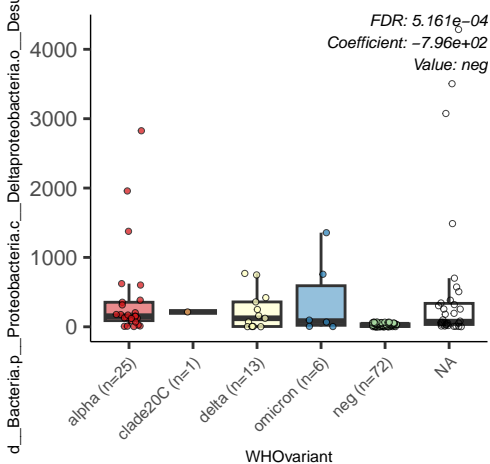 FDR: 5.161e−04
Coefficient: −7.96e+02
Value: neg
d__Bacteria.p__Proteobacteria.c__Deltaproteobacteria.o__Desu
4000
3000
2000
1000
0
alpha (n=25)
clade20C (n=1)
delta (n=13)
omicron (n=6)
neg (n=72)
NA
WHOvariant